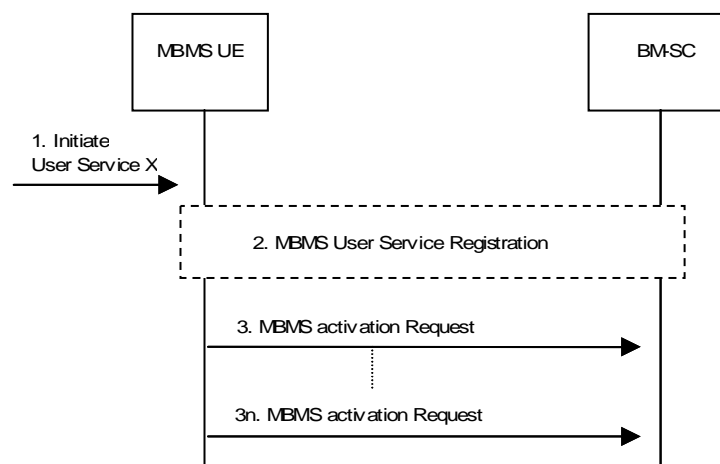 MBMS UE
BM-SC
1. Initiate
User Service X
2. MBMS User Service Registration
3. MBMS activation Request
3n. MBMS activation Request